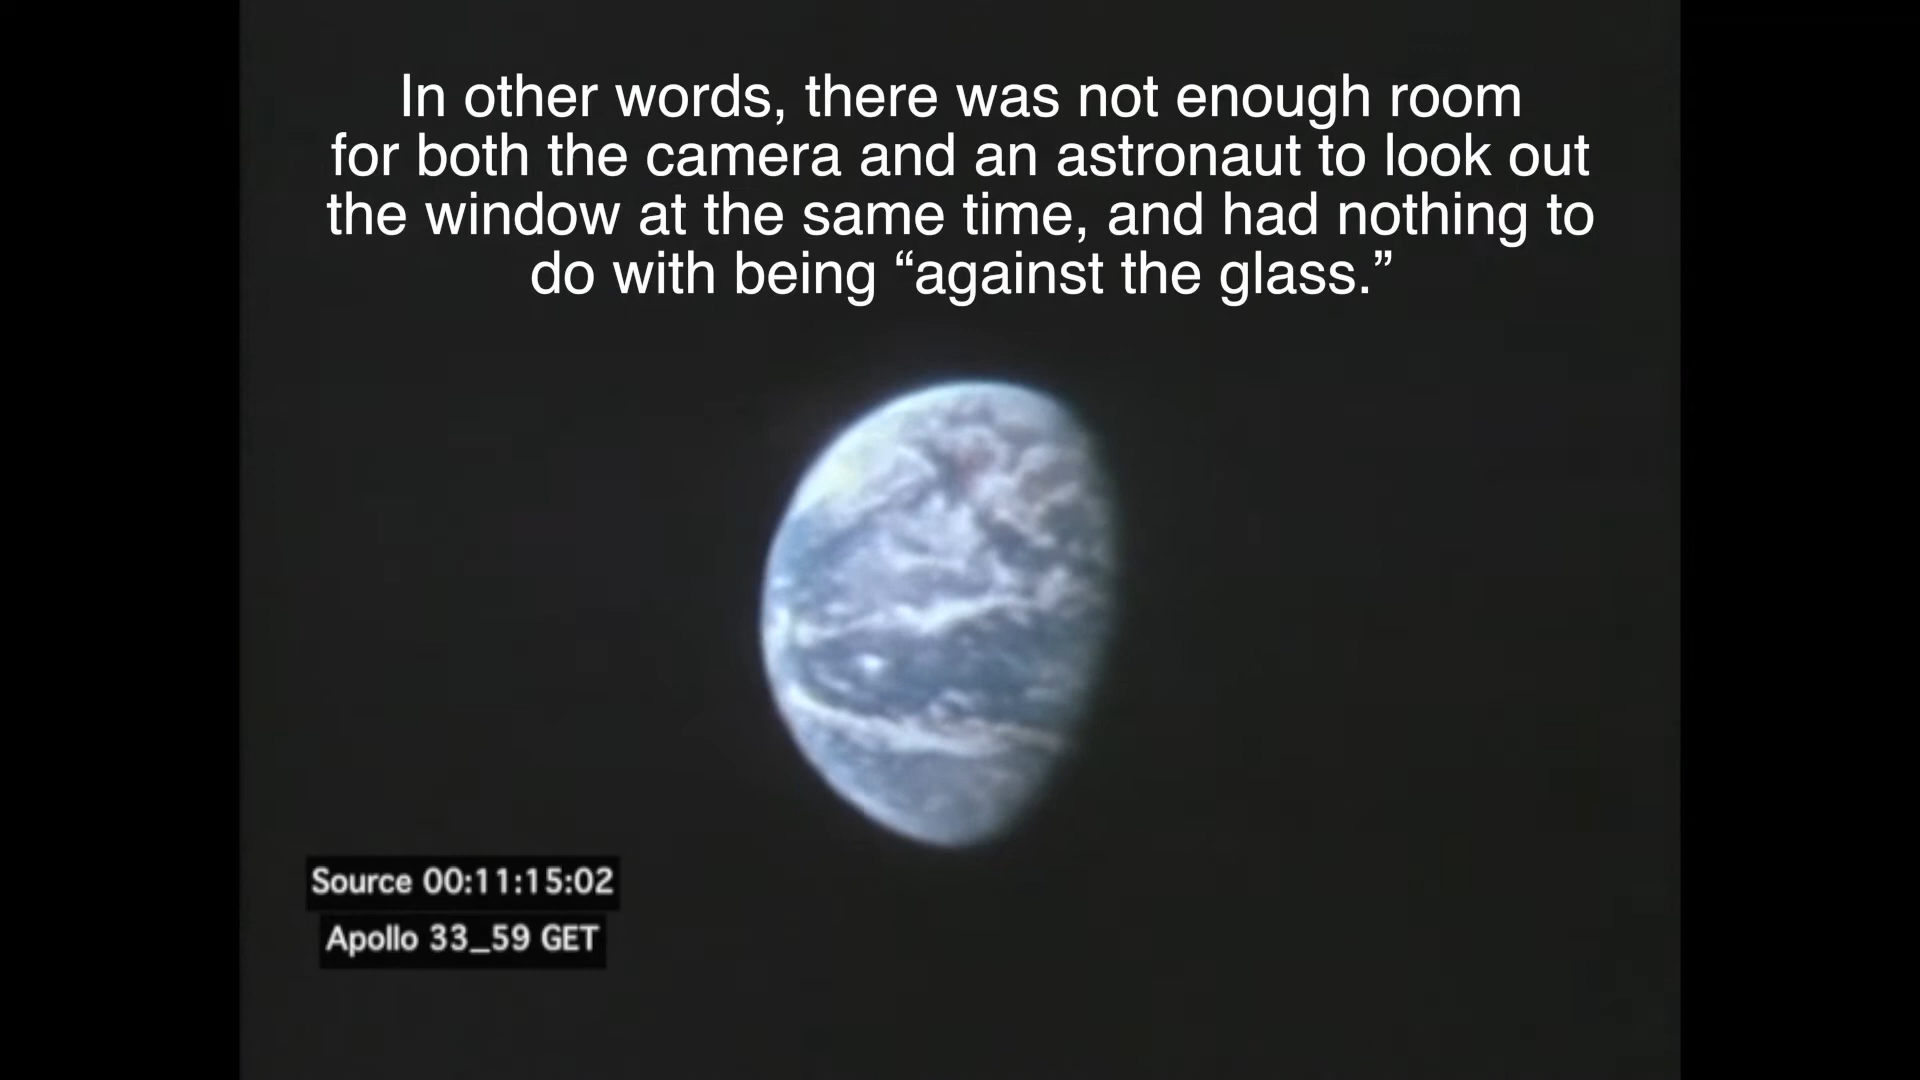 In other words, there was not enough room
for both the camera and an astronaut to look out
the window at the same time, and had nothing to
do with being “against the glass.”
Source 00:11:15:02
Apollo 33_59 GET